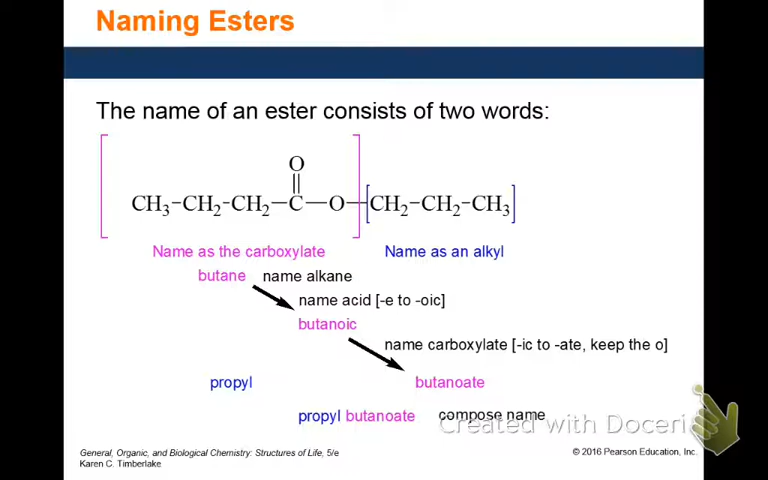 Naming Esters
The name of an ester consists of two words:
O
CH₃-CH₂-CH₂-C-O-CH₂-CH₂-CH₃
Name as the carboxylate Name as an alkyl
butane name alkane
name acid [-e to -oic]
butanoic
name carboxylate [-ic to -ate, keep the o]
propyl butanoate
propyl butanoate compose name
Created with Doceri
General, Organic, and Biological Chemistry: Structures of Life, 5/e © 2016 Pearson Education, Inc.
Karen C. Timberlake